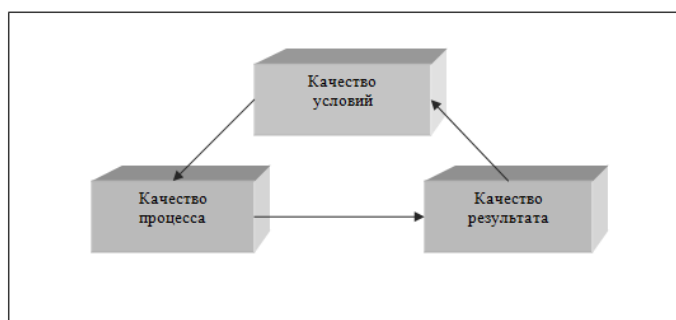 Качество
условий
Качество
процесса
Качество
результата